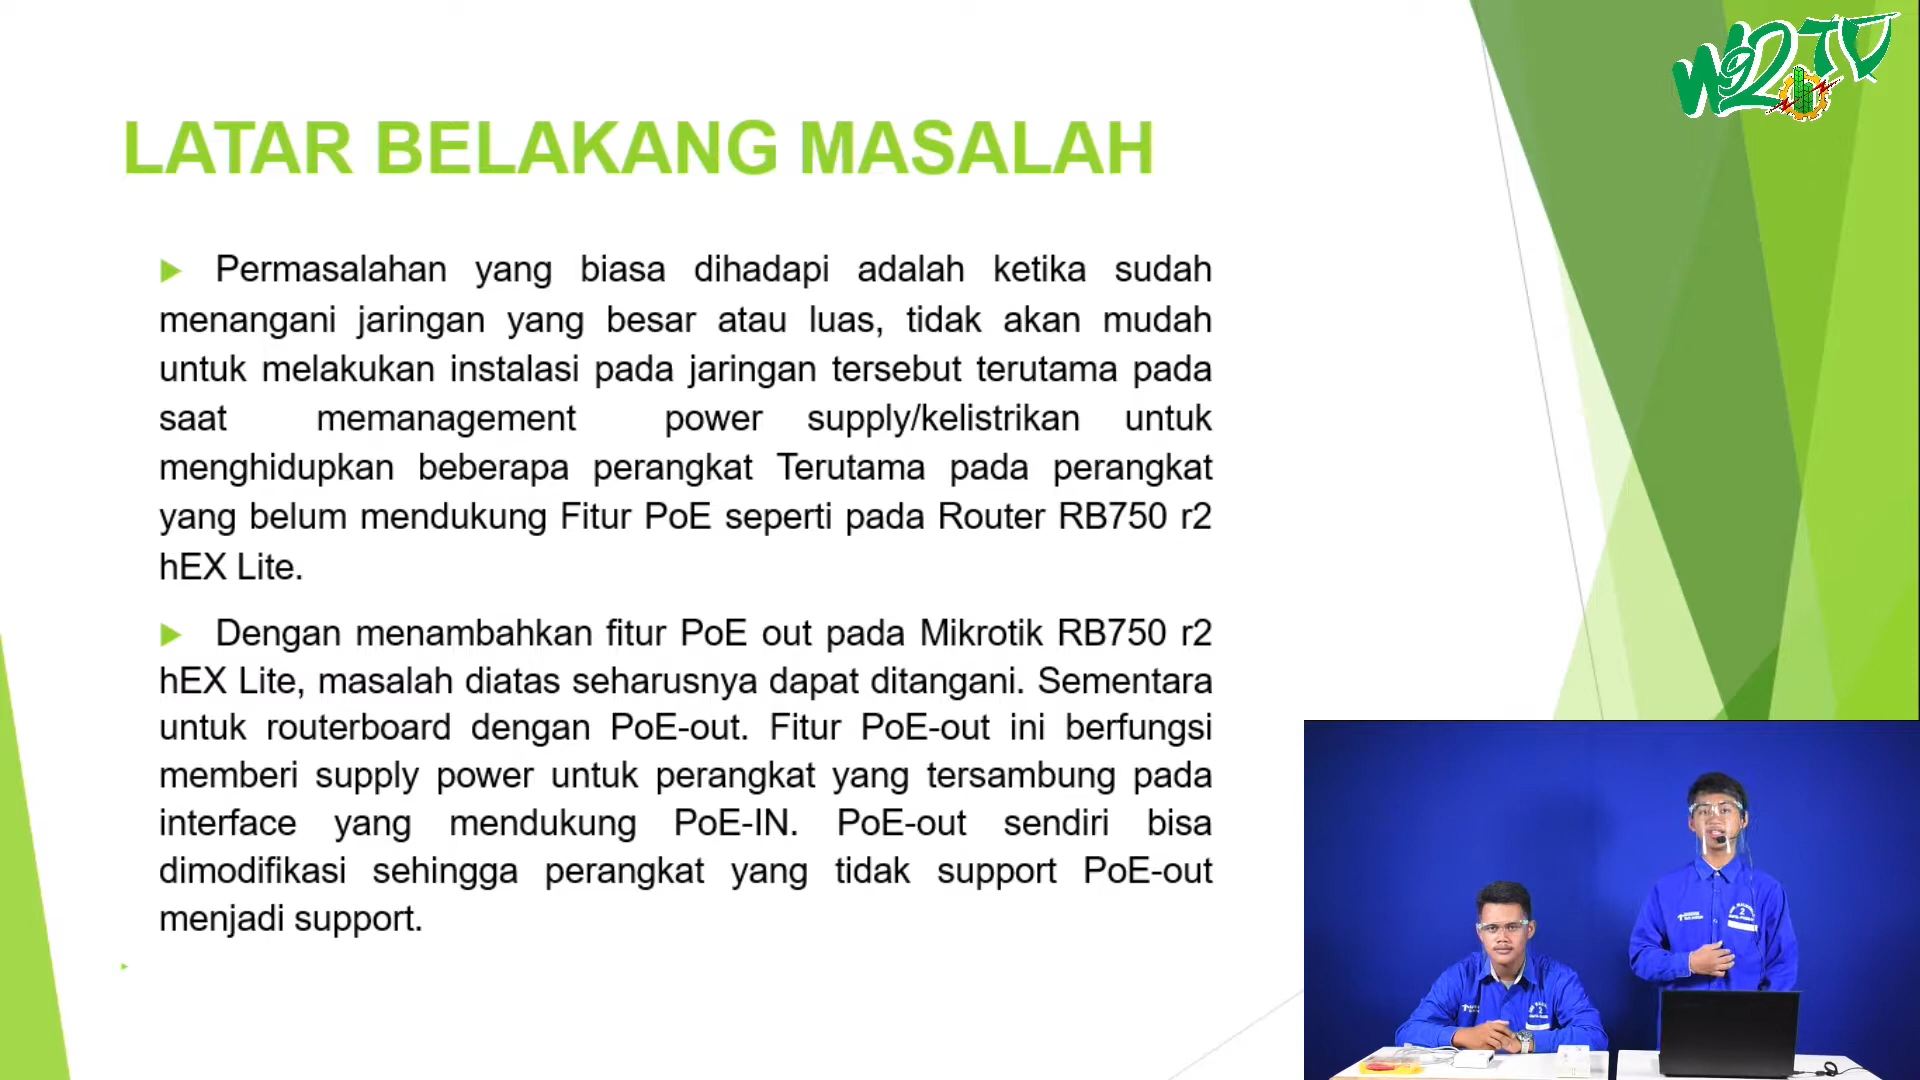 W92TV
LATAR BELAKANG MASALAH
Permasalahan yang biasa dihadapi adalah ketika sudah
menangani jaringan yang besar atau luas, tidak akan mudah
untuk melakukan instalasi pada jaringan tersebut terutama pada
saat memanagement power supply/kelistrikan untuk
menghidupkan beberapa perangkat Terutama pada perangkat
yang belum mendukung Fitur PoE seperti pada Router RB750 r2
hEX Lite.
Dengan menambahkan fitur PoE out pada Mikrotik RB750 r2
hEX Lite, masalah diatas seharusnya dapat ditangani. Sementara
untuk routerboard dengan PoE-out. Fitur PoE-out ini berfungsi
memberi supply power untuk perangkat yang tersambung pada
interface yang mendukung PoE-IN. PoE-out sendiri bisa
dimodifikasi sehingga perangkat yang tidak support PoE-out
menjadi support.
2
2